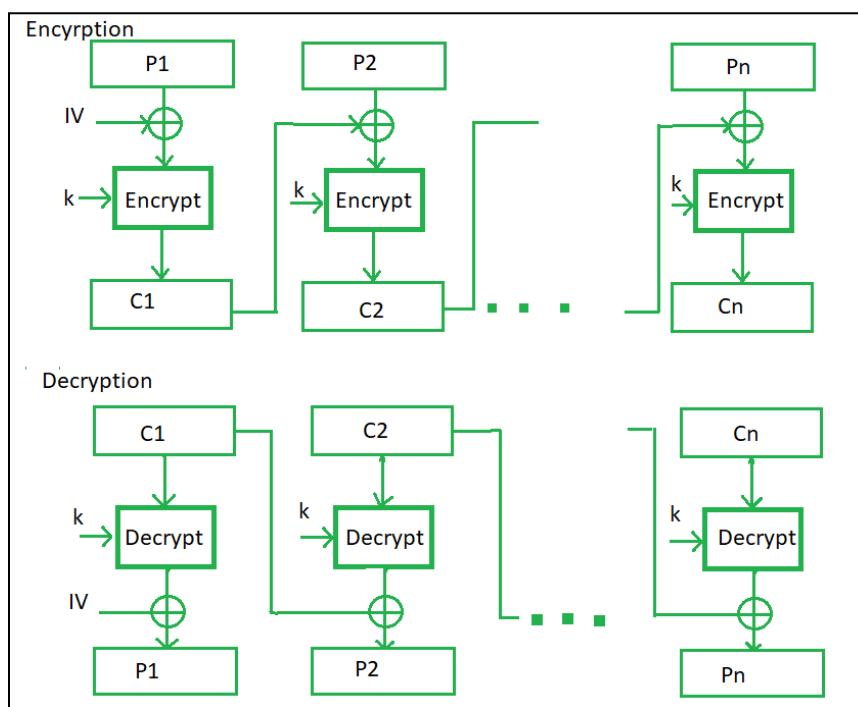 Encyrption
P1 P2 Pn
IV
k Encrypt k Encrypt k Encrypt
C1 C2 Cn
Decryption
C1 C2 Cn
k Decrypt k Decrypt k Decrypt
IV
P1 P2 Pn